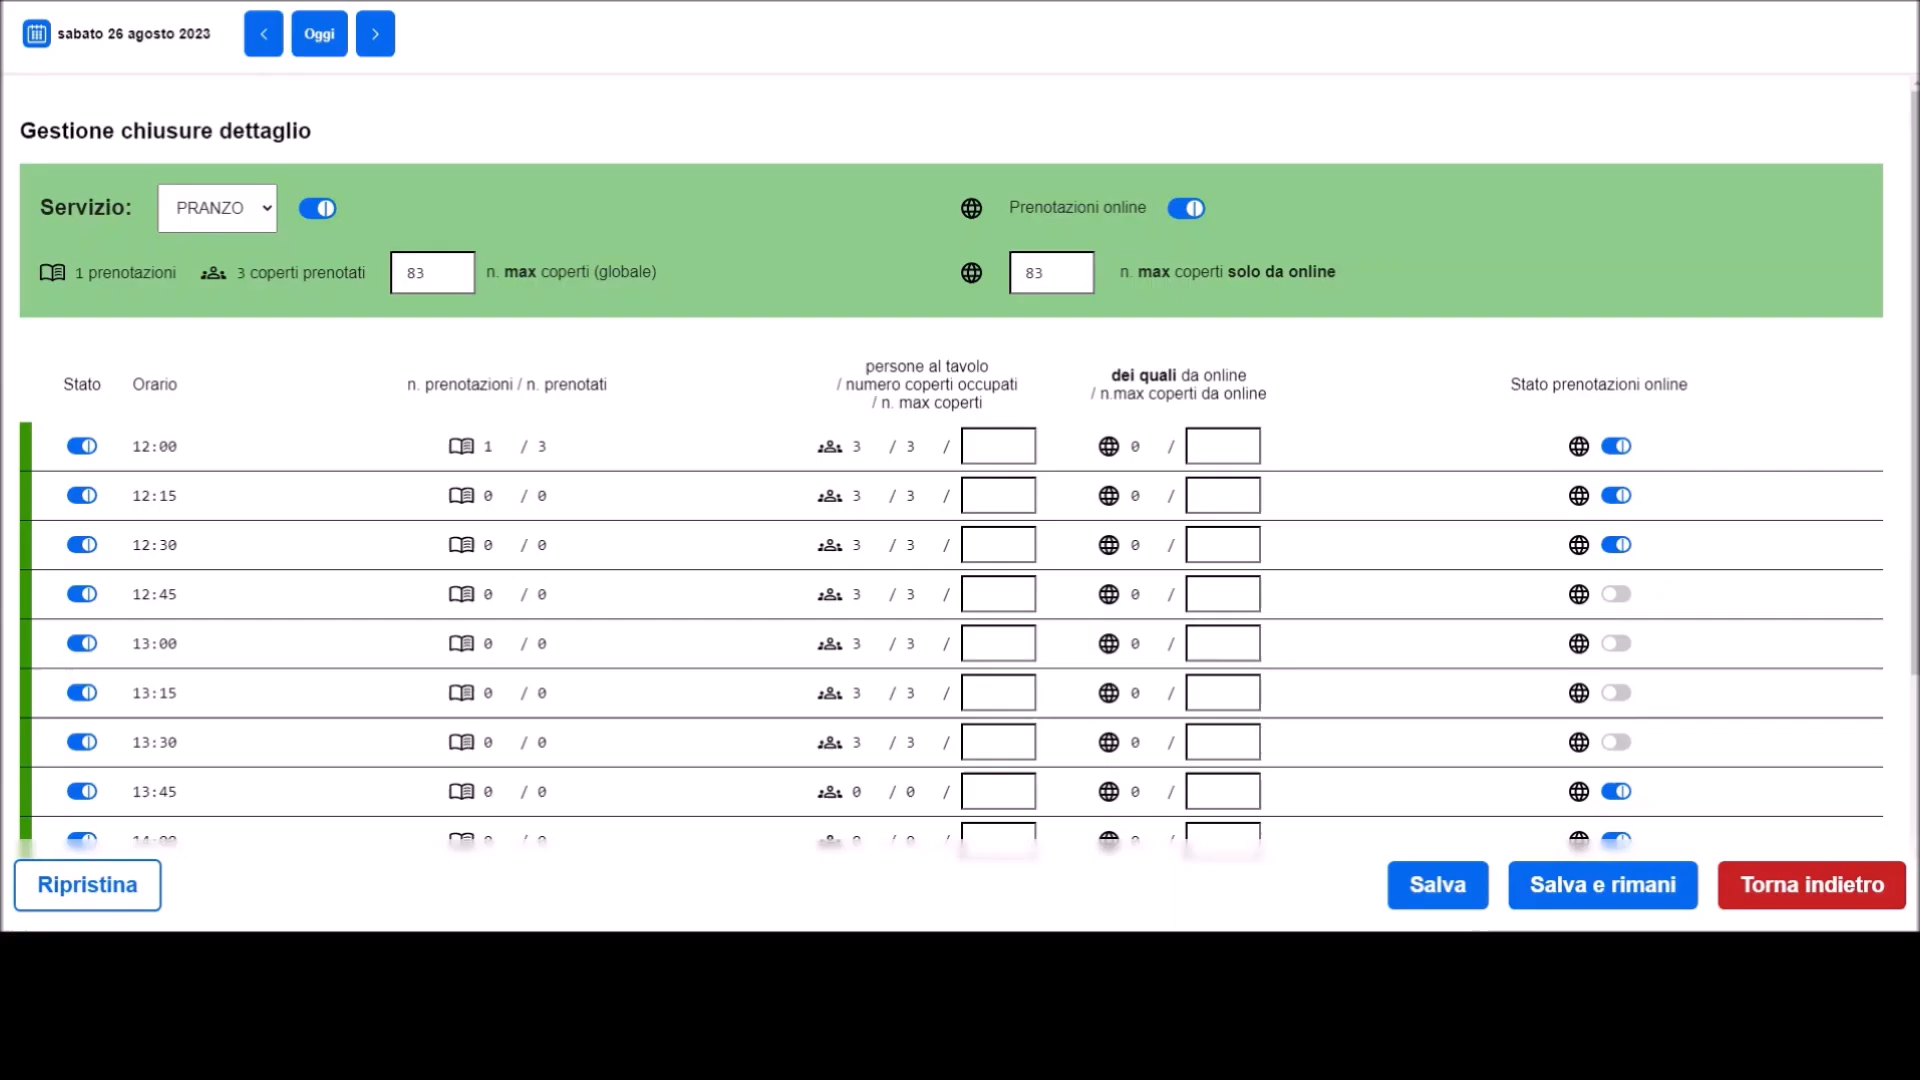 sabato 26 agosto 2023 Oggi
Gestione chiusure dettaglio
Servizio: PRANZO Prenotazioni online
1 prenotazioni 3 coperti prenotati 83 n. max coperti (globale) 83 n. max coperti solo da online
Stato Orario n. prenotazioni / n. prenotati persone al tavolo / numero coperti occupati / n. max coperti dei quali da online / n.max coperti da online Stato prenotazioni online
12:00 1 / 3 3 / 3 / 0 /
12:15 0 / 0 3 / 3 / 0 /
12:30 0 / 0 3 / 3 / 0 /
12:45 0 / 0 3 / 3 / 0 /
13:00 0 / 0 3 / 3 / 0 /
13:15 0 / 0 3 / 3 / 0 /
13:30 0 / 0 3 / 3 / 0 /
13:45 0 / 0 0 / 0 / 0 /
Ripristina Salva Salva e rimani Torna indietro